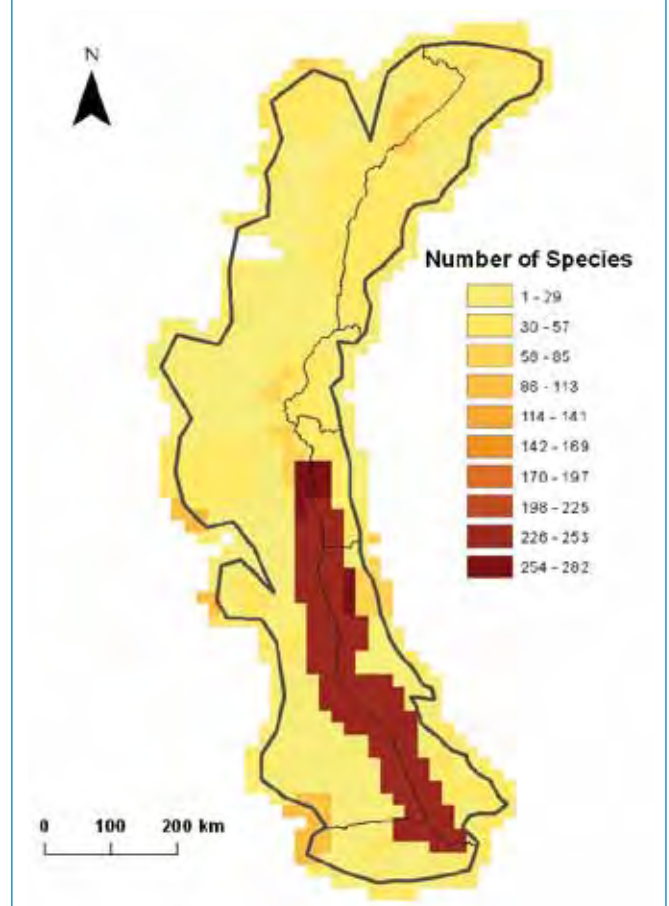 N
Number of Species
1 - 29
30 - 57
58 - 85
86 - 113
114 - 141
142 - 169
170 - 197
198 - 225
226 - 253
254 - 282
0 100 200 km